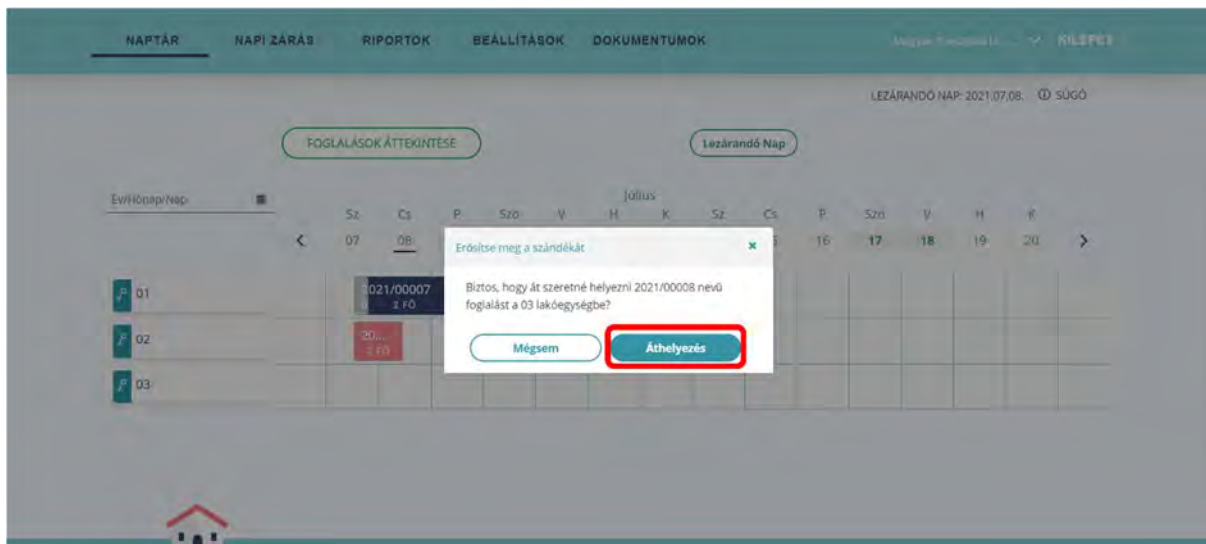 NAPTÁR NAPI ZÁRÁS RIPORTOK BEÁLLÍTÁSOK DOKUMENTUMOK KILÉPÉS
LEZÁRANDÓ NAP: 2021.07.08. SÚGÓ
FOGLALÁSOK ÁTTEKINTÉSE Lezárandó Nap
Év/Hónap/Nap Július
Sz Cs P Szo V H K Sz Cs P Szo V H K
07 08 16 17 18 19 20
Erősítse meg a szándékát
01 2021/00007
2 FŐ
Biztos, hogy át szeretné helyezni 2021/00008 nevű
foglalást a 03 lakóegységbe?
02 20...
2 FŐ
Mégsem Áthelyezés
03